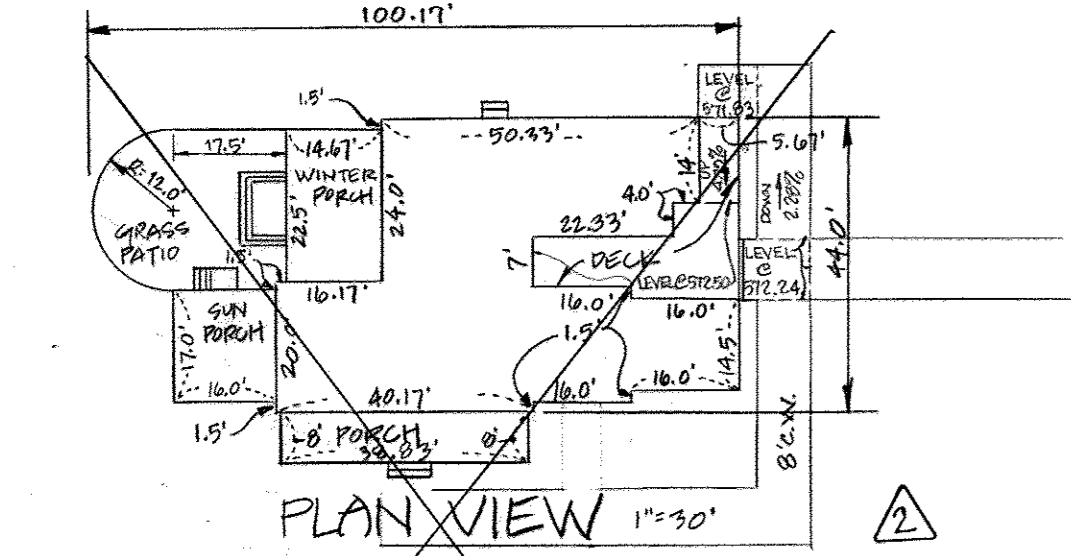 100.17'
LEVEL
@
571.83
1.5'
50.33'
5.67'
17.5'
14.67'
WINTER
PORCH
14'
UP
R=12.0'
4.0'
DOWN
2.28%
GRASS
PATIO
22.5'
24.0'
22.33'
44.0'
7'
DECK
LEVEL
@
572.24
LEVEL@572.50
16.17'
16.0'
16.0'
SUN
PORCH
1.5'
17.0'
20.0'
14.5'
16.0'
40.17'
16.0'
16.0'
1.5'
8'
PORCH
8'
8' C.W.
PLAN VIEW
1"=30'
2